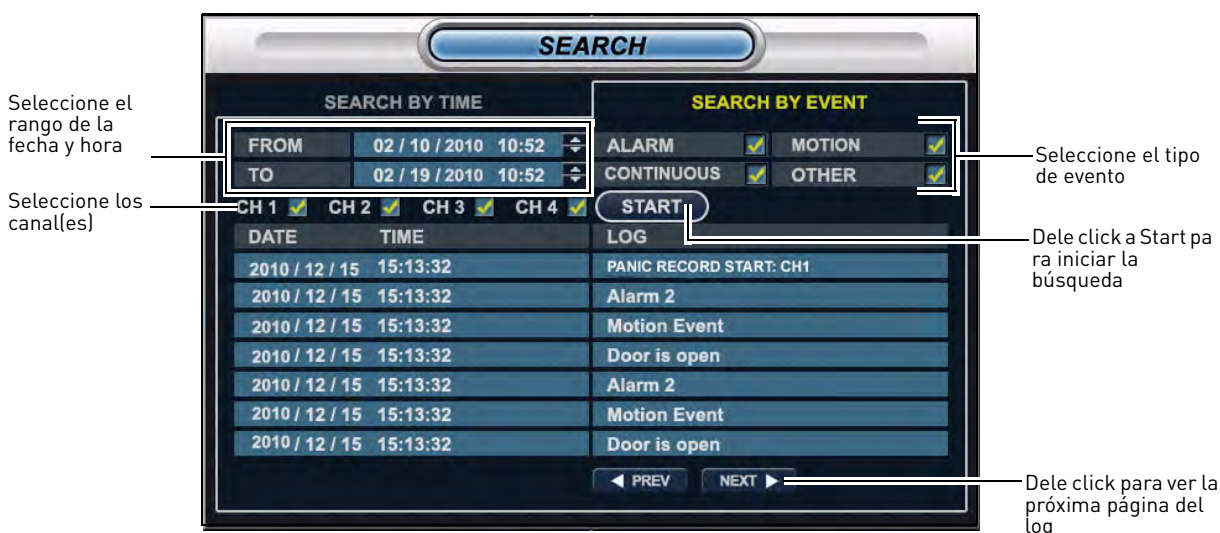 SEARCH
SEARCH BY TIME
SEARCH BY EVENT
Seleccione el
rango de la
fecha y hora
FROM 02 / 10 / 2010 10:52
TO 02 / 19 / 2010 10:52
ALARM MOTION
CONTINUOUS OTHER
Seleccione el tipo
de evento
Seleccione los
canal(es)
CH 1 CH 2 CH 3 CH 4 START
Dele click a Start pa
ra iniciar la
búsqueda
DATE TIME LOG
2010 / 12 / 15 15:13:32 PANIC RECORD START: CH1
2010 / 12 / 15 15:13:32 Alarm 2
2010 / 12 / 15 15:13:32 Motion Event
2010 / 12 / 15 15:13:32 Door is open
2010 / 12 / 15 15:13:32 Alarm 2
2010 / 12 / 15 15:13:32 Motion Event
2010 / 12 / 15 15:13:32 Door is open
◀ PREV NEXT ▶
Dele click para ver la
próxima página del
log